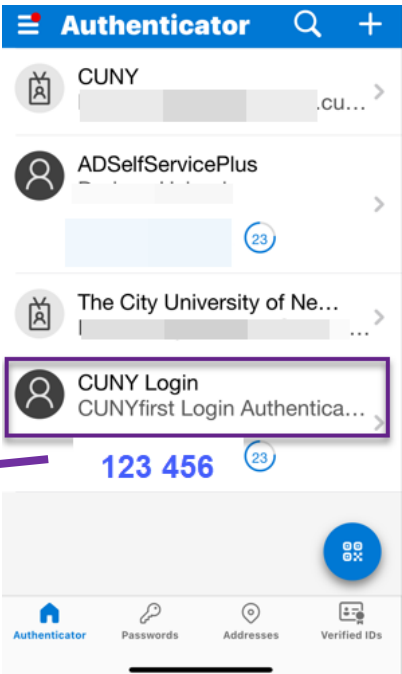 Authenticator
CUNY
.cu...
ADSelfServicePlus
23
The City University of Ne...
...
CUNY Login
CUNYfirst Login Authentica...
123 456
23
Authenticator
Passwords
Addresses
Verified IDs